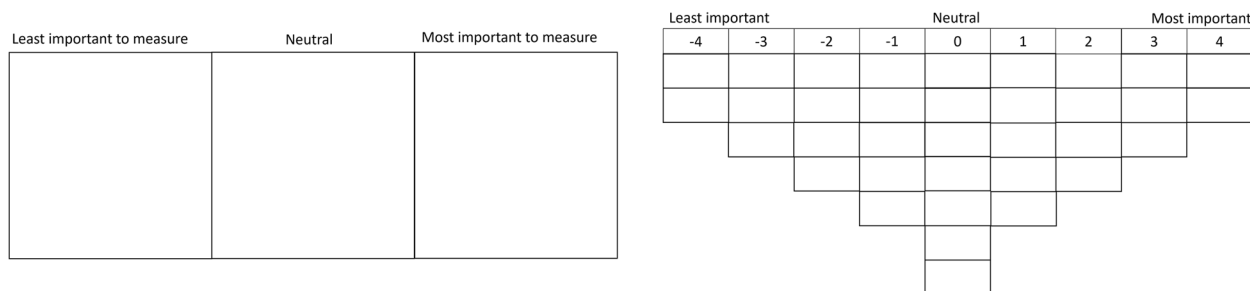 Least important to measure Neutral Most important to measure
Least important Neutral Most important
-4 -3 -2 -1 0 1 2 3 4